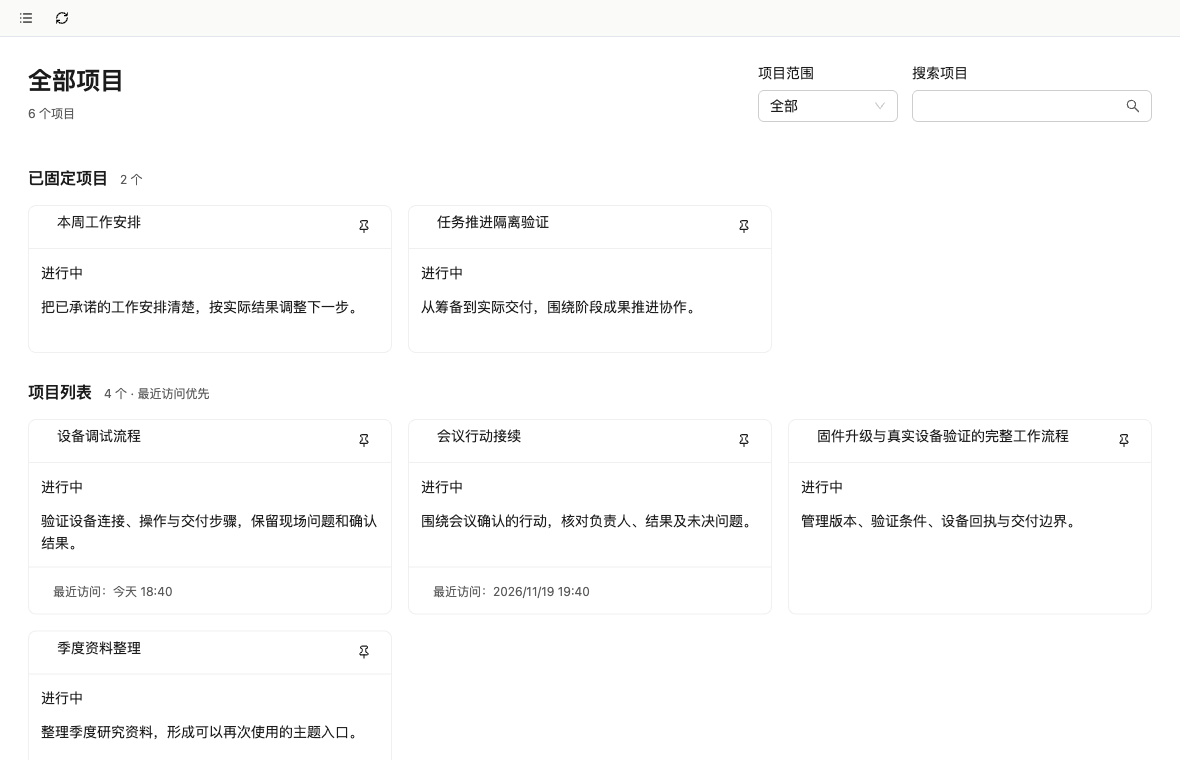 全部项目
6 个项目
项目范围
搜索项目
全部
已固定项目 2 个
本周工作安排
进行中
把已承诺的工作安排清楚，按实际结果调整下一步。
任务推进隔离验证
进行中
从筹备到实际交付，围绕阶段成果推进协作。
项目列表 4 个 · 最近访问优先
设备调试流程
进行中
验证设备连接、操作与交付步骤，保留现场问题和确认
结果。
最近访问：今天 18:40
会议行动接续
进行中
围绕会议确认的行动，核对负责人、结果及未决问题。
最近访问：2026/11/19 19:40
固件升级与真实设备验证的完整工作流程
进行中
管理版本、验证条件、设备回执与交付边界。
季度资料整理
进行中
整理季度研究资料，形成可以再次使用的主题入口。